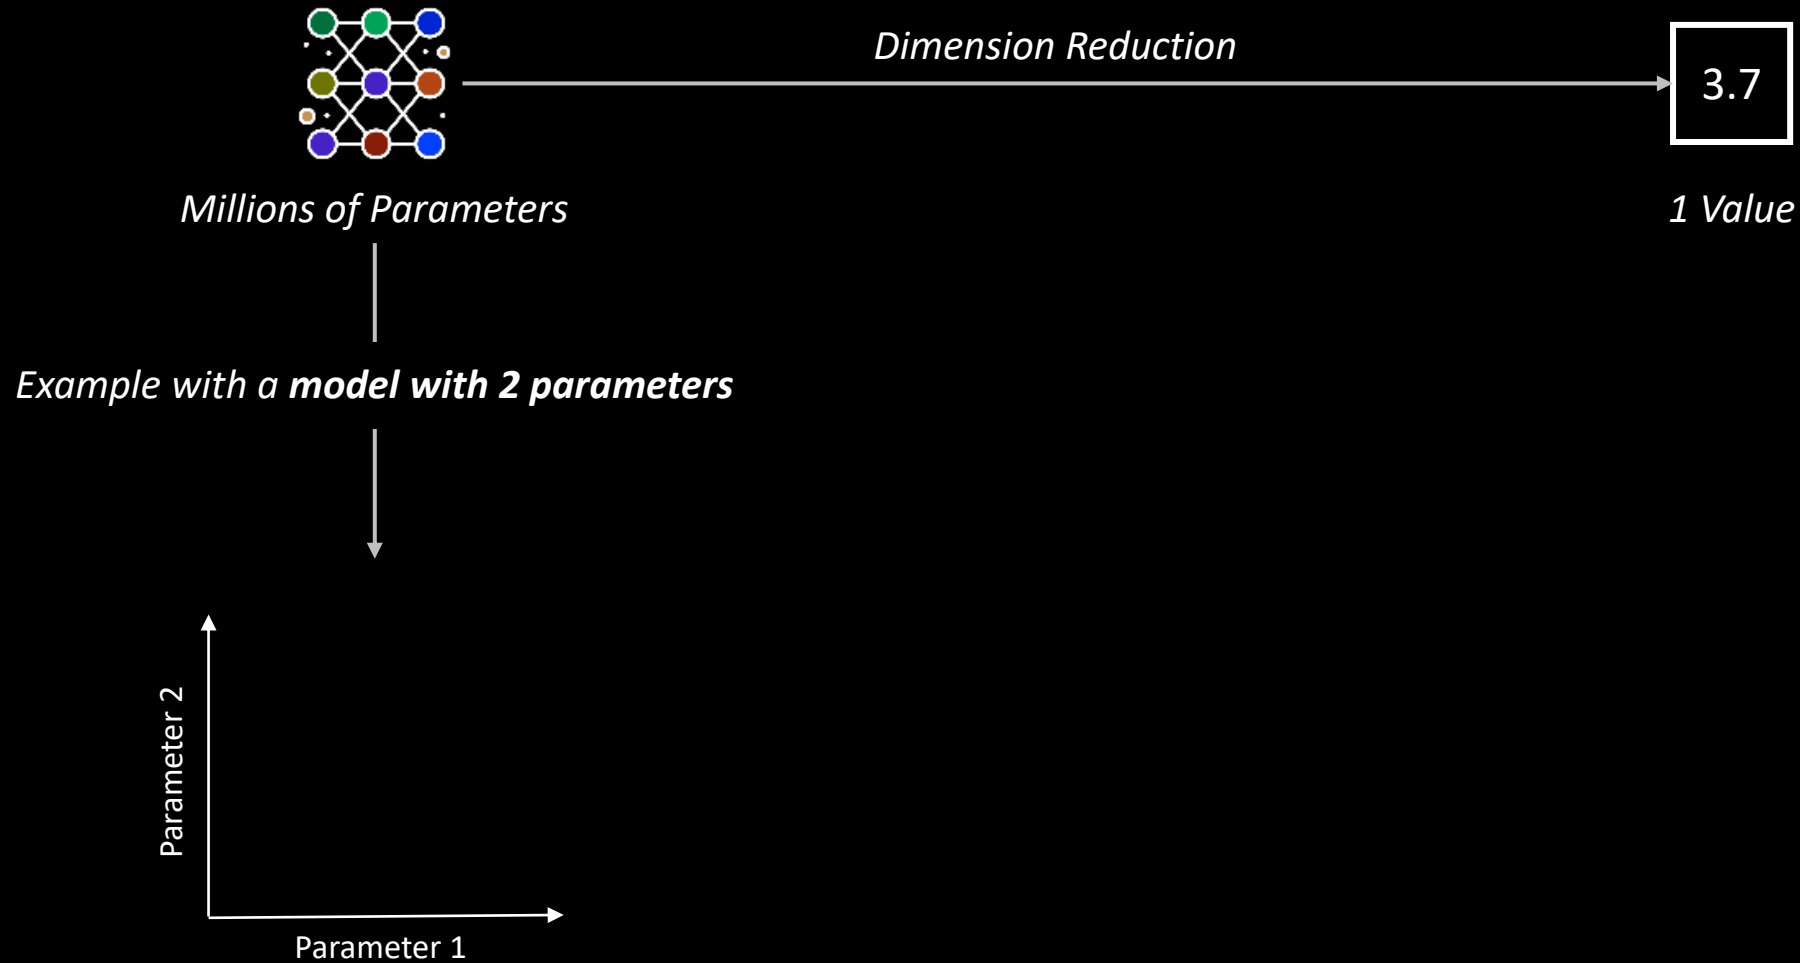 Dimension Reduction
3.7
Millions of Parameters
1 Value
Example with a model with 2 parameters
Parameter 2
Parameter 1